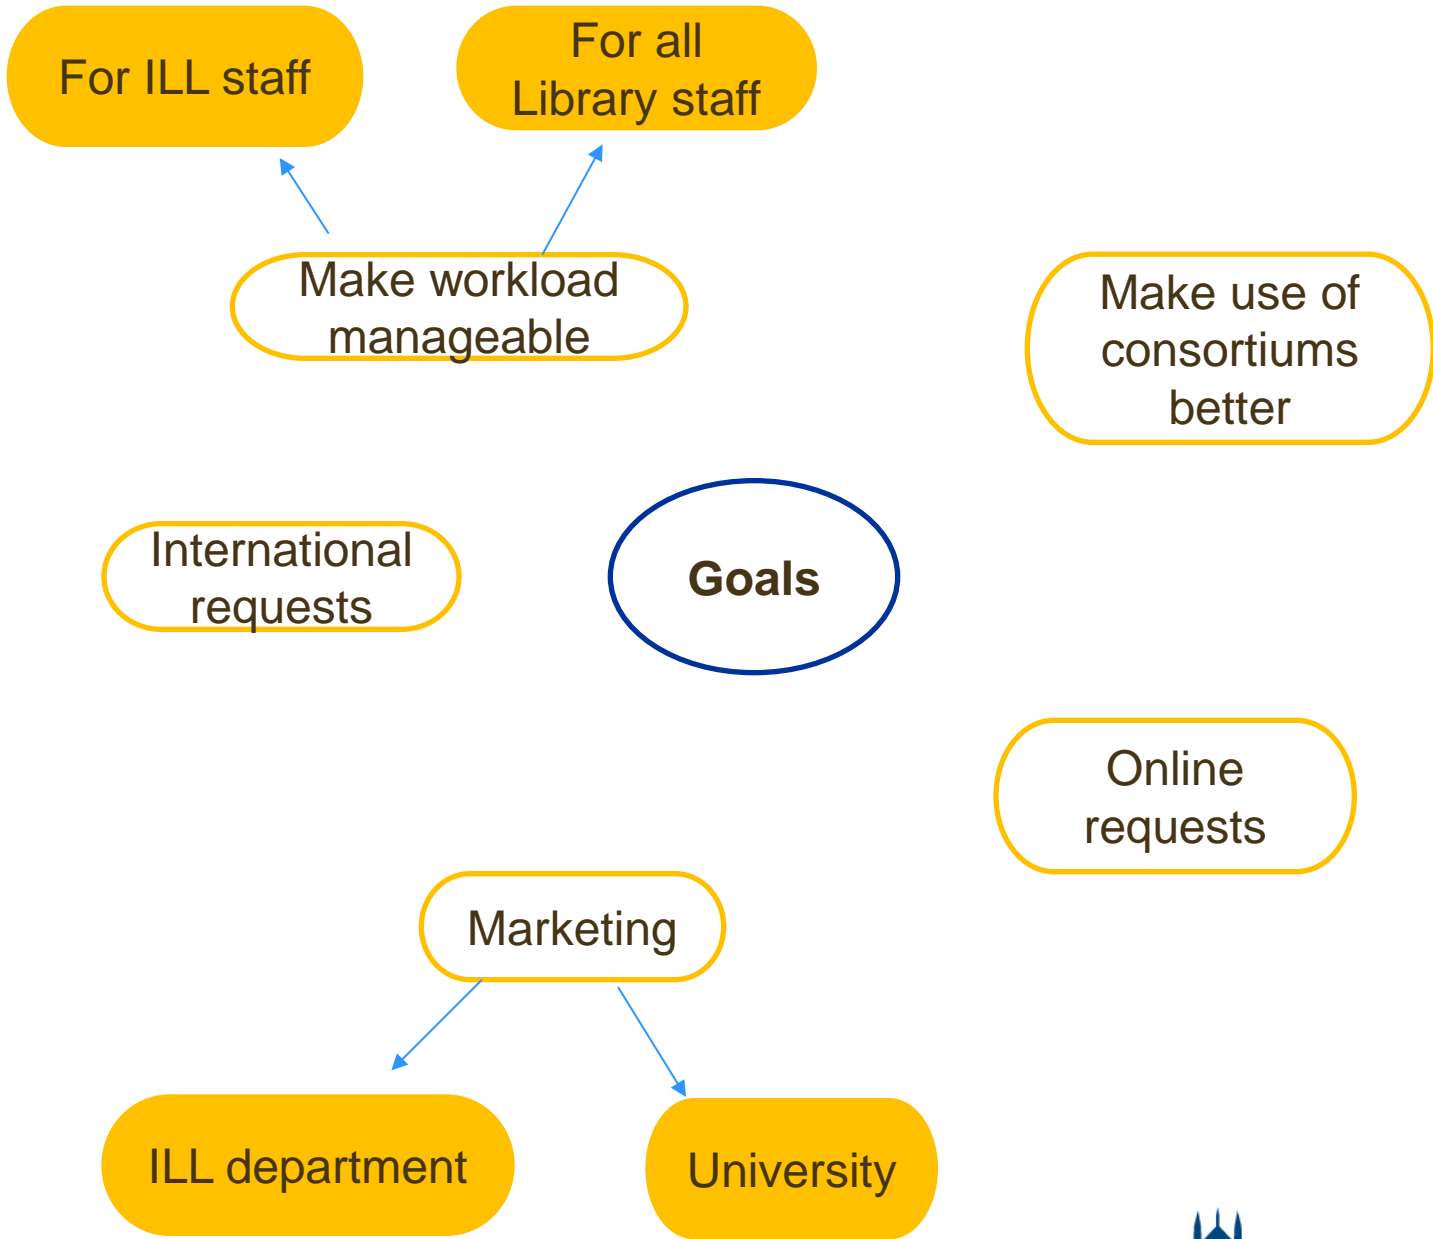 For ILL staff
For all
Library staff
Make workload
manageable
Make use of
consortiums
better
International
requests
Goals
Online
requests
Marketing
ILL department
University